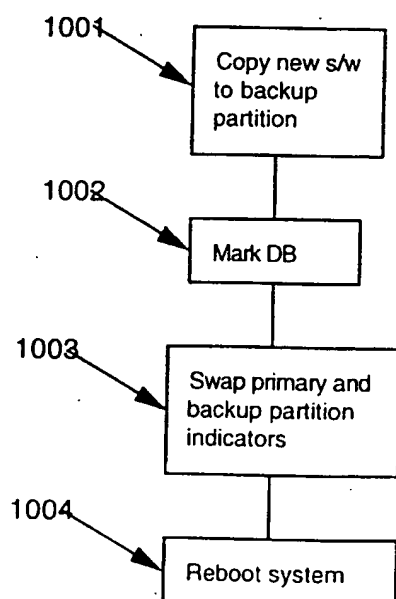 1001
Copy new s/w
to backup
partition
1002
Mark DB
1003
Swap primary and
backup partition
indicators
1004
Reboot system